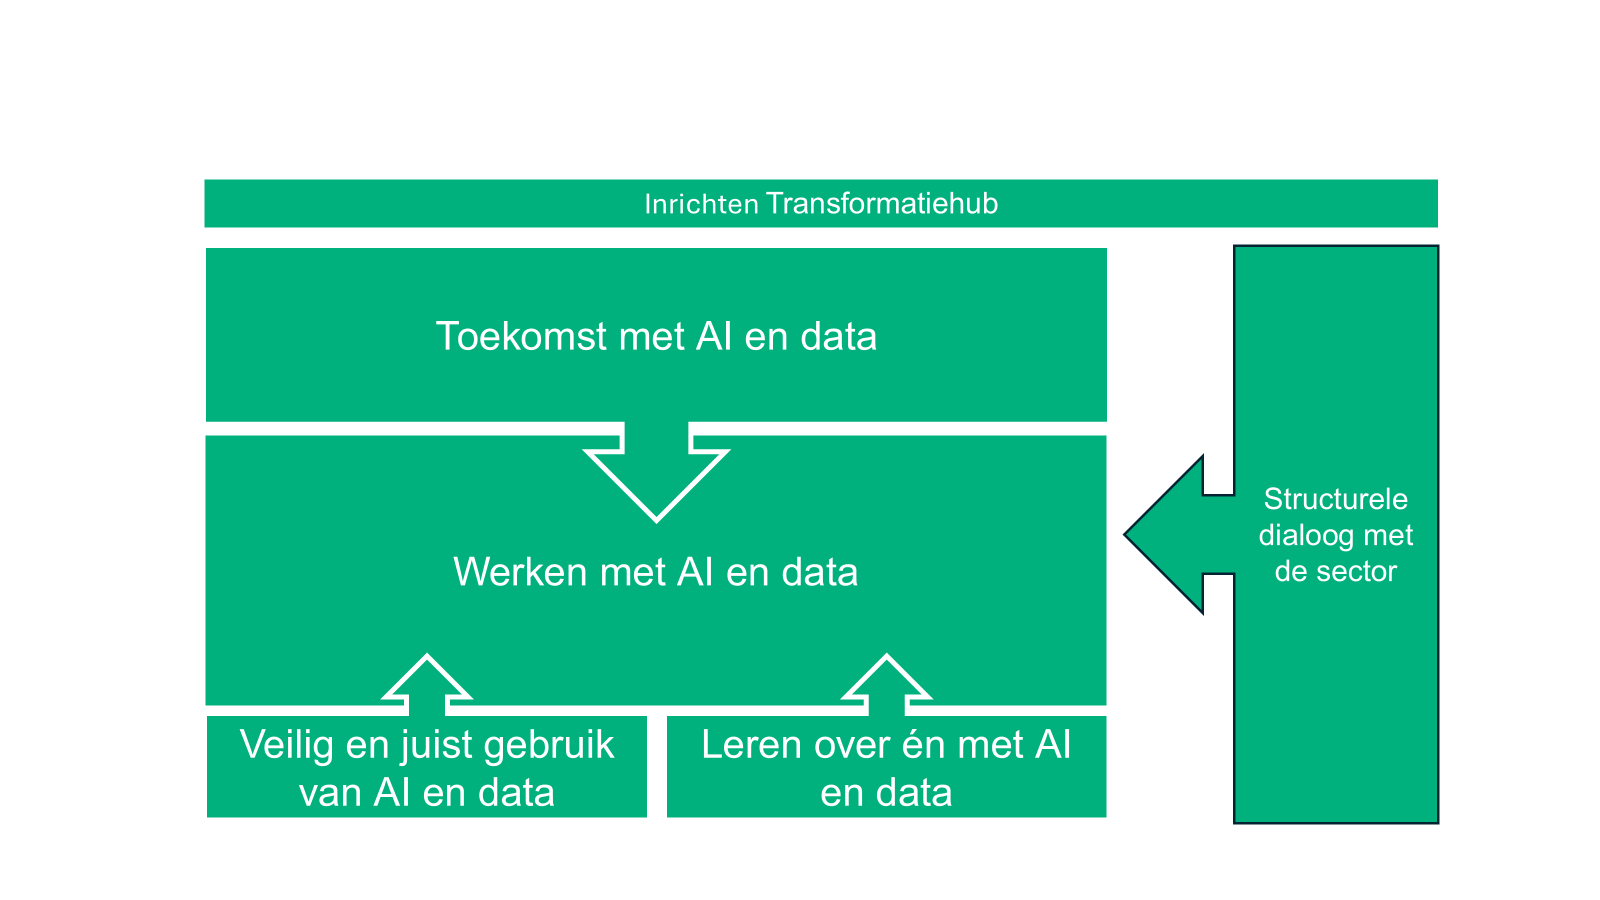 Inrichten Transformatiehub
Toekomst met AI en data
Werken met AI en data
Structurele
dialoog met
de sector
Veilig en juist gebruik
van AI en data
Leren over én met AI
en data